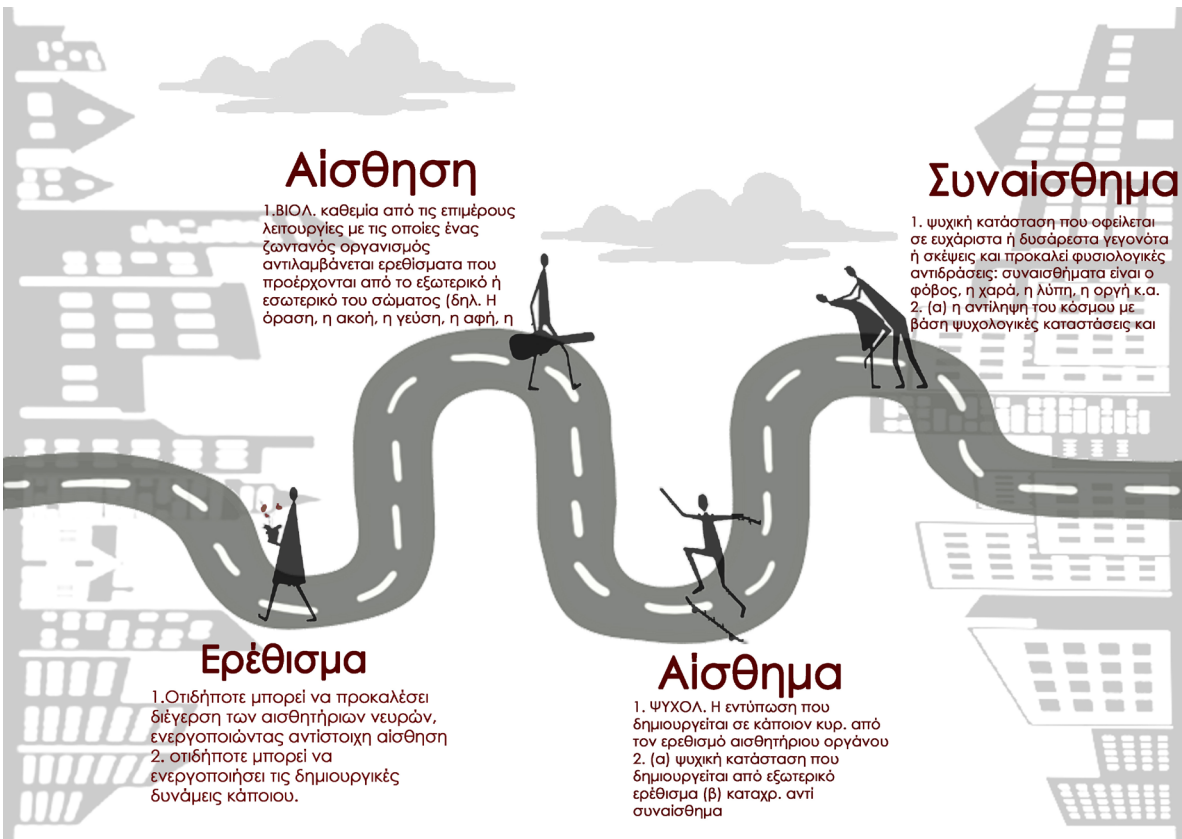 Αίσθηση
1.ΒΙΟΛ. καθεμία από τις επιμέρους
λειτουργίες με τις οποίες ένας
ζωντανός οργανισμός
αντιλαμβάνεται ερεθίσματα που
προέρχονται από το εξωτερικό ή
εσωτερικό του σώματος (δηλ. Η
όραση, η ακοή, η γεύση, η αφή, η
Συναίσθημα
1. ψυχική κατάσταση που οφείλεται
σε ευχάριστα ή δυσάρεστα γεγονότα
ή σκέψεις και προκαλεί φυσιολογικές
αντιδράσεις: συναισθήματα είναι ο
φόβος, η χαρά, η λύπη, η οργή κ.α.
2. (α) η αντίληψη του κόσμου με
βάση ψυχολογικές καταστάσεις και
Ερέθισμα
1.Οτιδήποτε μπορεί να προκαλέσει
διέγερση των αισθητήριων νευρών,
ενεργοποιώντας αντίστοιχη αίσθηση
2. οτιδήποτε μπορεί να
ενεργοποιήσει τις δημιουργικές
δυνάμεις κάποιου.
Αίσθημα
1. ΨΥΧΟΛ. Η εντύπωση που
δημιουργείται σε κάποιον κυρ. από
τον ερεθισμό αισθητήριου οργάνου
2. (α) ψυχική κατάσταση που
δημιουργείται από εξωτερικό
ερέθισμα (β) καταχρ. αντί
συναίσθημα